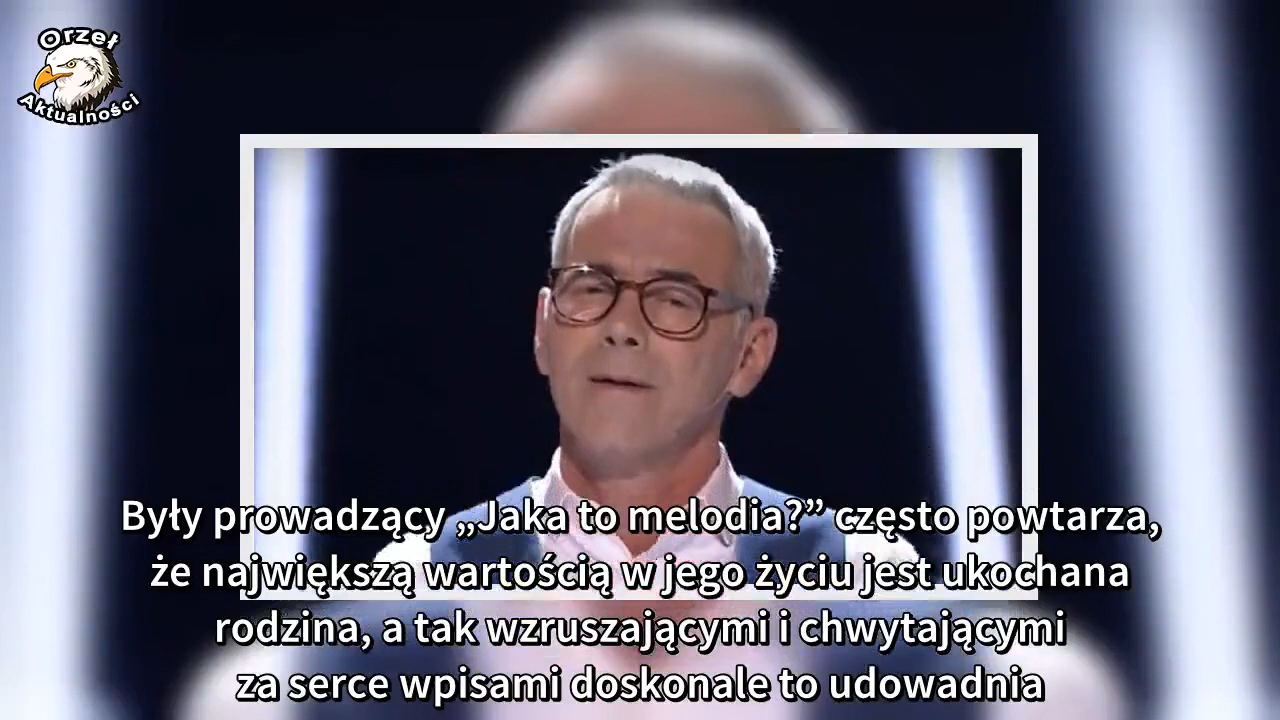 Orzeł
Aktualności
Były prowadzący „Jaka to melodia?” często powtarza,
że największą wartością w jego życiu jest ukochana
rodzina, a tak wzruszającymi i chwytającymi
za serce wpisami doskonale to udowadnia